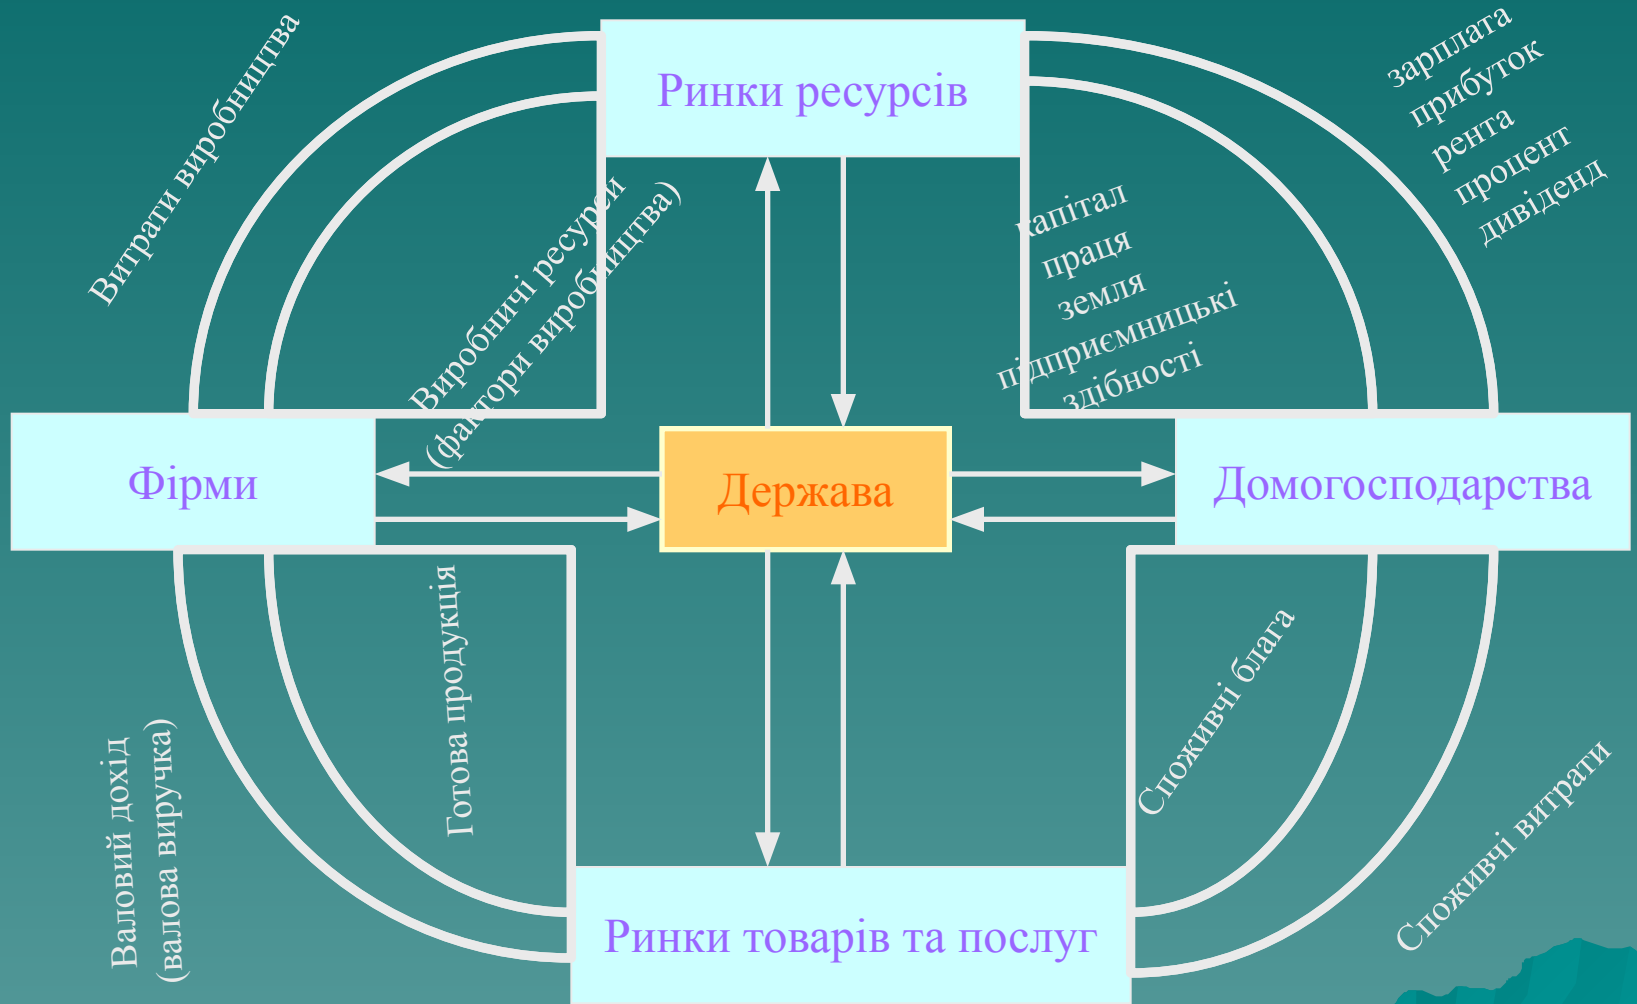 Витрати виробництва
Ринки ресурсів
зарплата
прибуток
рента
процент
дивіденд
Виробничі ресурси
(фактори виробництва)
капітал
праця
земля
підприємницькі
здібності
Фірми
Держава
Домогосподарства
Валовий дохід
(валова виручка)
Готова продукція
Споживчі блага
Споживчі витрати
Ринки товарів та послуг